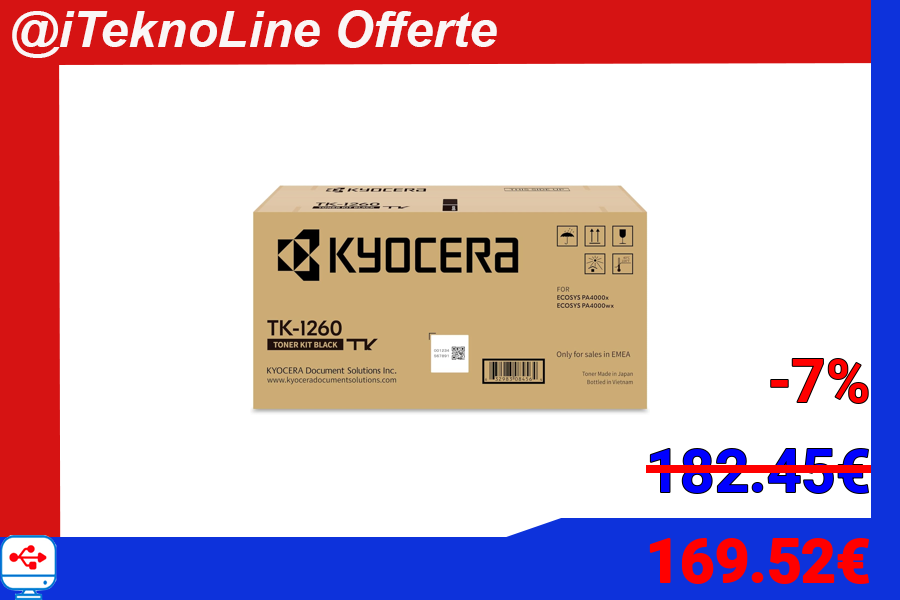 @iTeknoLine Offerte
KYOCERA
TK-1260
KYOCERA
FOR
ECOSYS PA4000x
ECOSYS PA4000wx
TK-1260
TONER KIT BLACK TK
Only for sales in EMEA
KYOCERA Document Solutions Inc.
www.kyoceradocumentsolutions.com
Toner Made in Japan
Bottled in Vietnam
-7%
182.45€
169.52€